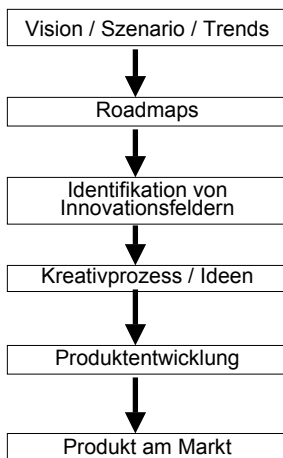 Vision / Szenario / Trends
Roadmaps
Identifikation von
Innovationsfeldern
Kreativprozess / Ideen
Produktentwicklung
Produkt am Markt